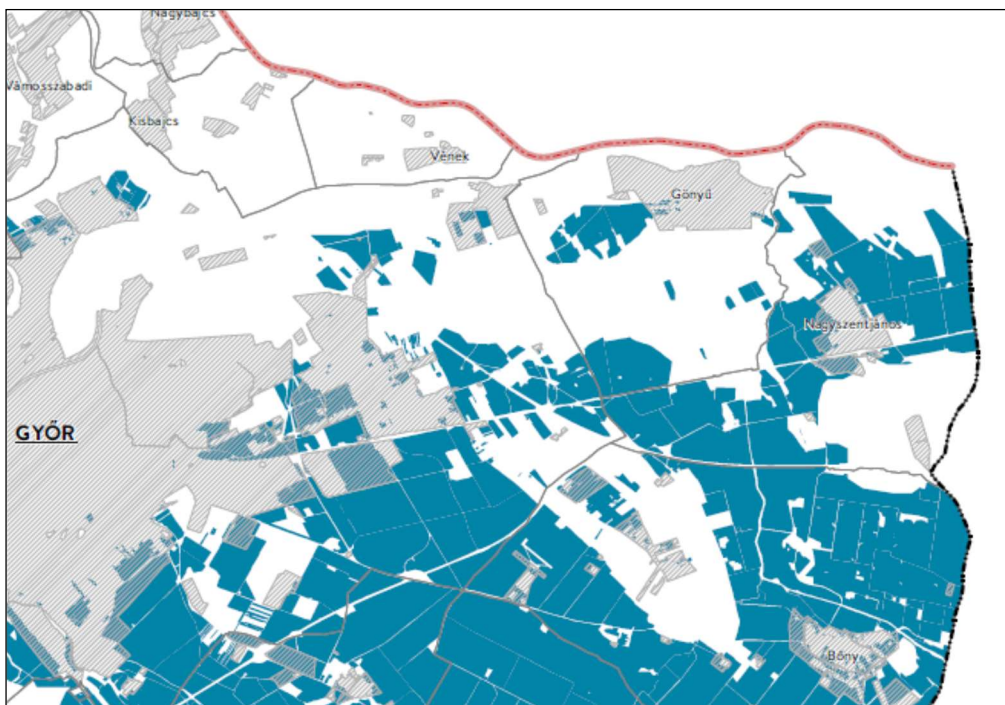 Nagybajcs
Vámosszabadi
Kisbajcs
Vének
Gönyű
Nagyszentjános
GYŐR
Bőny